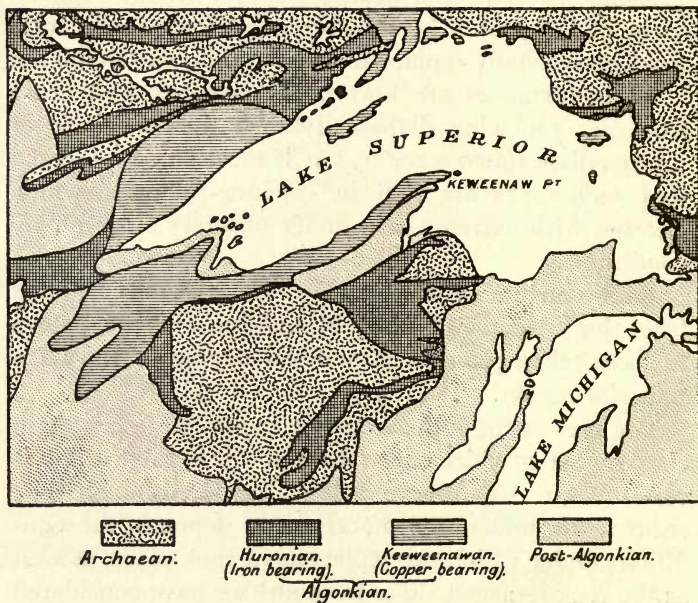 LAKE SUPERIOR
KEWEENAW PT
LAKE MICHIGAN
Archaean.
Huronian.
(Iron bearing).
Keeweenawan.
(Copper bearing).
Post-Algonkian.
Algonkian.